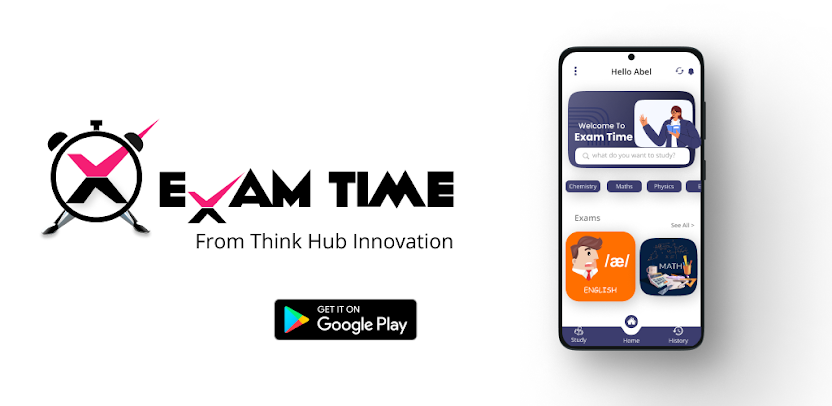 EXAM TIME
From Think Hub Innovation
GET IT ON
Google Play
Hello Abel
Welcome To
Exam Time
what do you want to study?
Chemistry
Maths
Physics
E
Exams
See All >
/æ/
ENGLISH
MATH
Study
Home
History